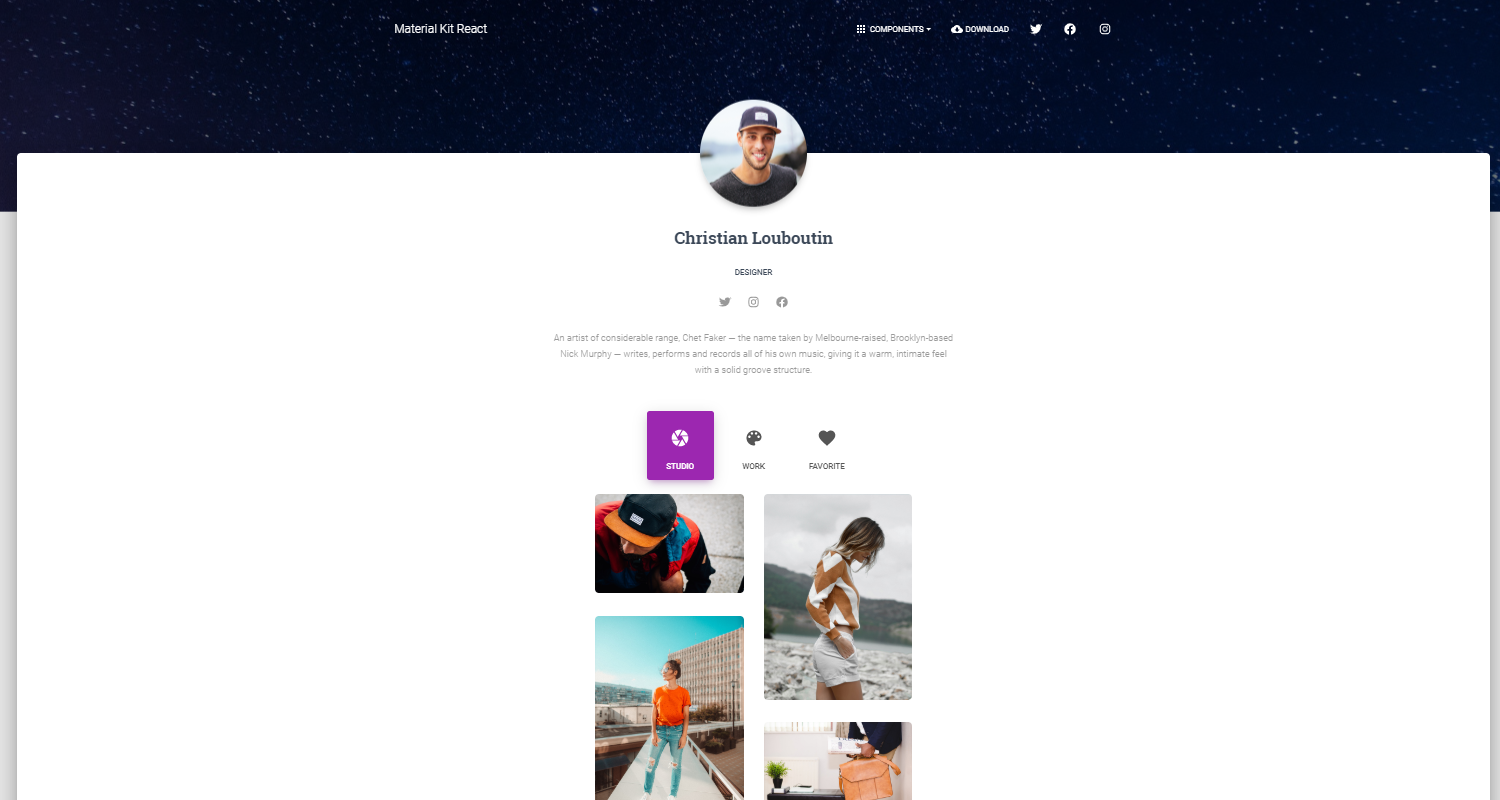 Material Kit React
COMPONENTS
DOWNLOAD
Christian Louboutin
DESIGNER
An artist of considerable range, Chet Faker — the name taken by Melbourne-raised, Brooklyn-based
Nick Murphy — writes, performs and records all of his own music, giving it a warm, intimate feel
with a solid groove structure.
STUDIO
WORK
FAVORITE